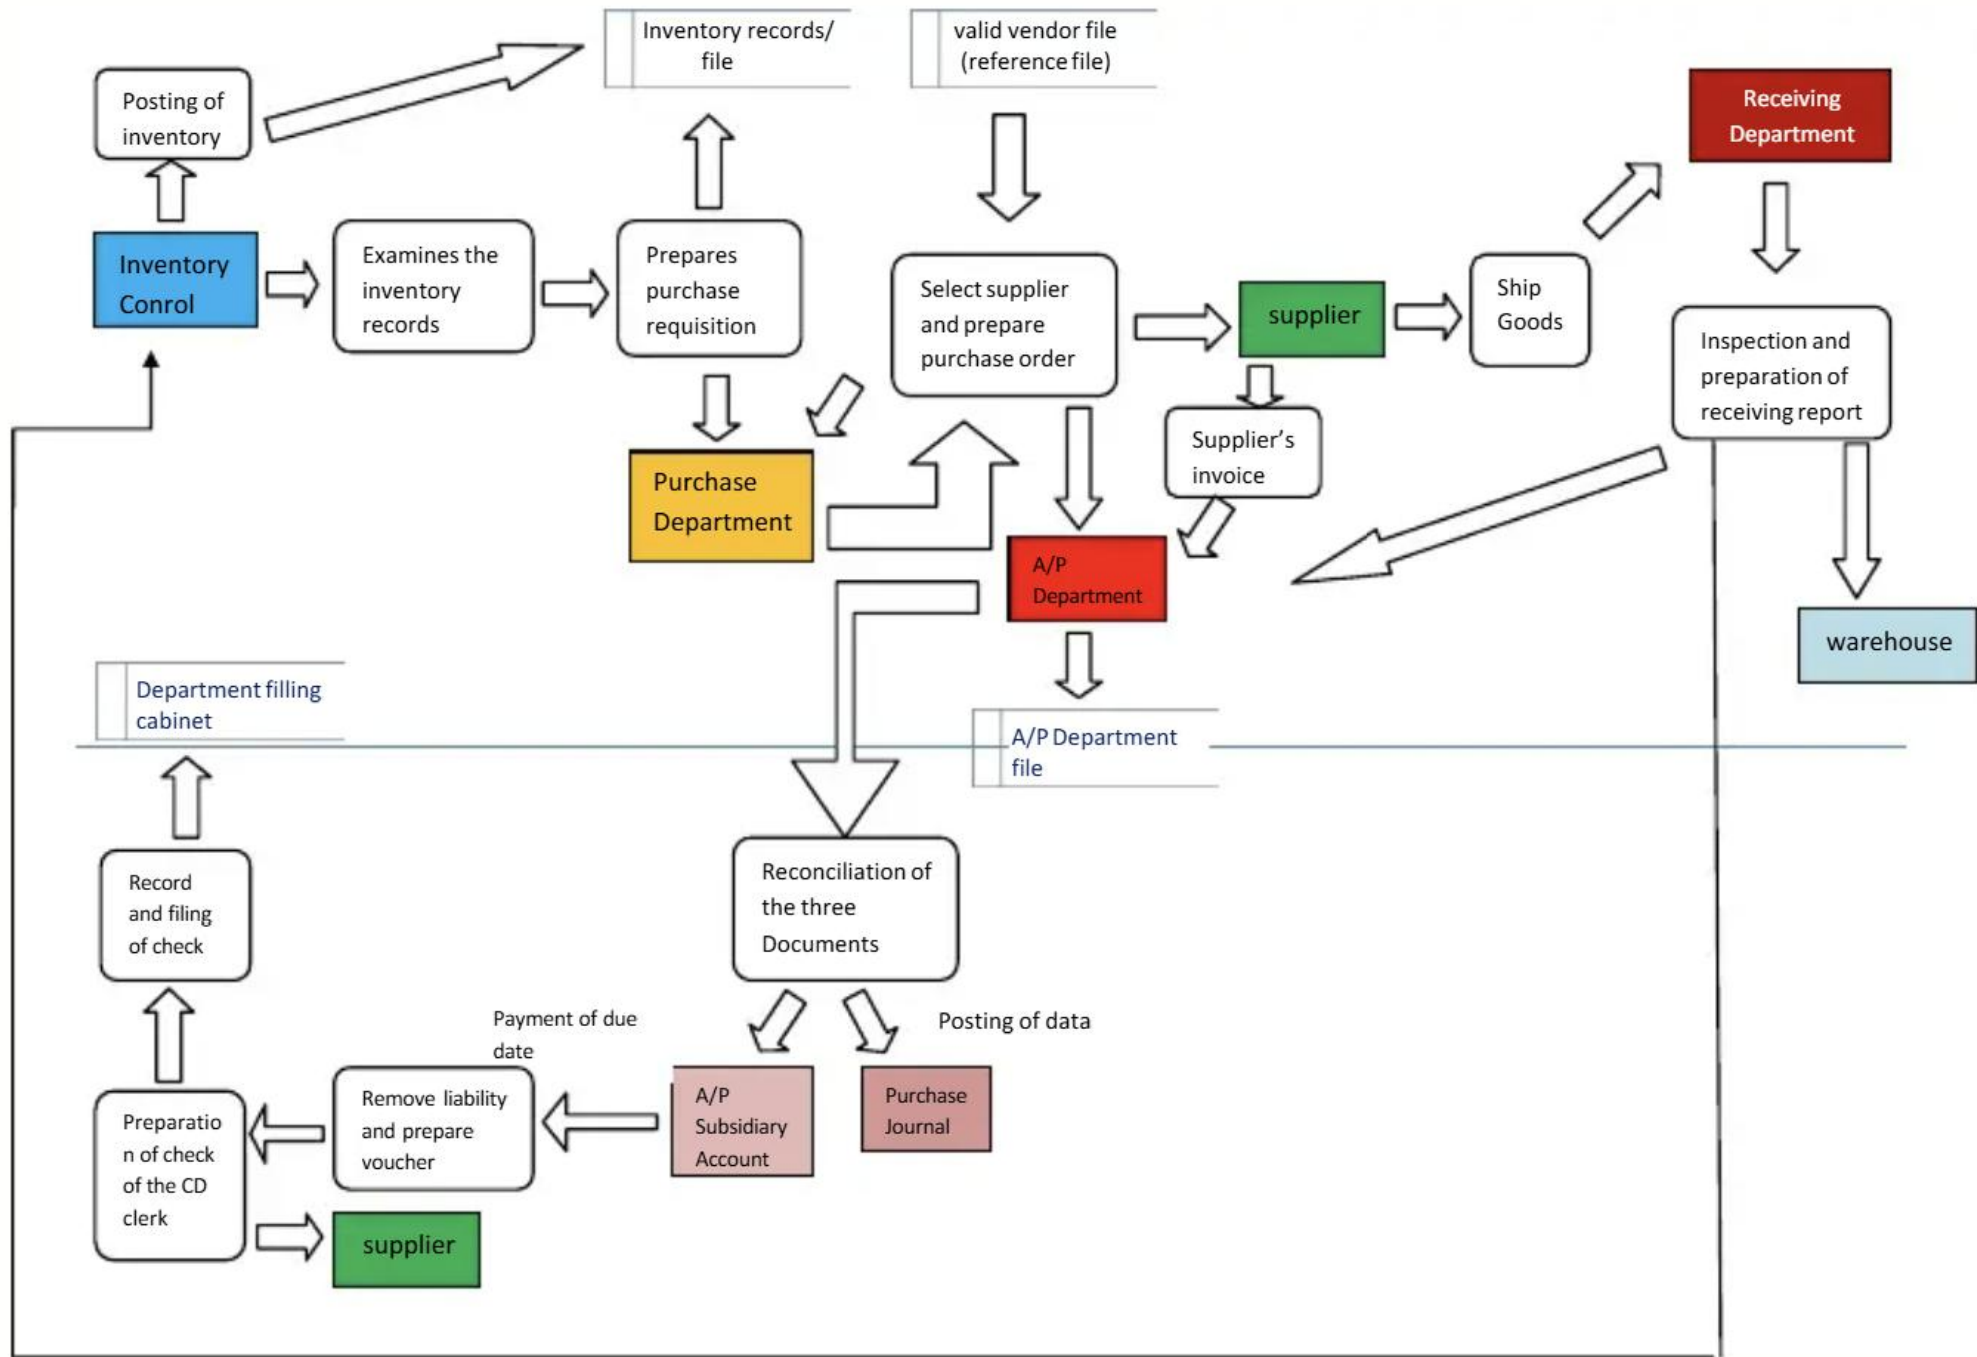 Inventory records/
file
valid vendor file
(reference file)
Posting of
inventory
Receiving
Department
Inventory
Conrol
Examines the
inventory
records
Prepares
purchase
requisition
Select supplier
and prepare
purchase order
supplier
Ship
Goods
Inspection and
preparation of
receiving report
Supplier’s
invoice
Purchase
Department
A/P
Department
warehouse
Department filling
cabinet
A/P Department
file
Reconciliation of
the three
Documents
Record
and filing
of check
Payment of due
date
Posting of data
Preparatio
n of check
of the CD
clerk
Remove liability
and prepare
voucher
A/P
Subsidiary
Account
Purchase
Journal
supplier